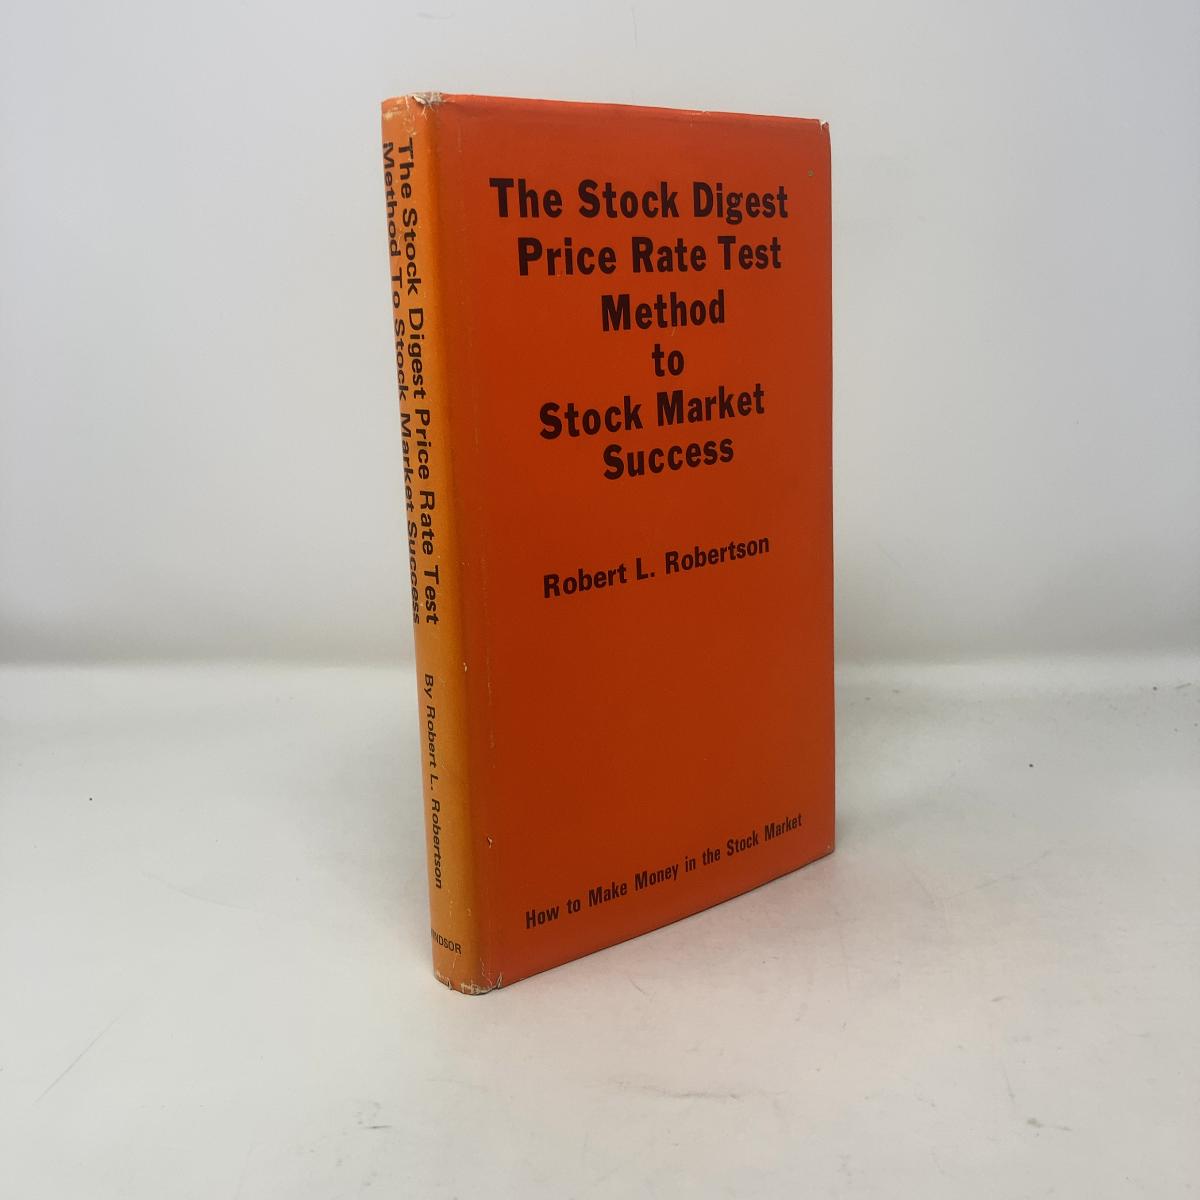 The Stock Digest Price Rate Test
Method To Stock Market Success
By Robert L. Robertson
The Stock Digest
Price Rate Test
Method
to
Stock Market
Success
Robert L. Robertson
How to Make Money in the Stock Market